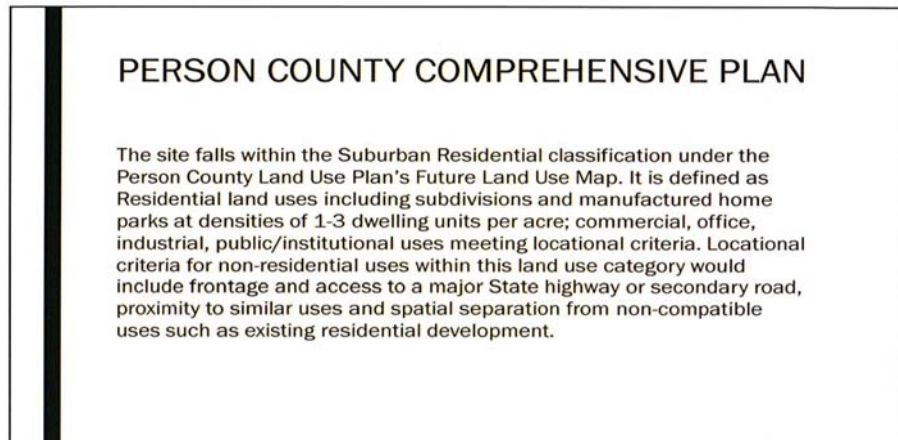 PERSON COUNTY COMPREHENSIVE PLAN
The site falls within the Suburban Residential classification under the
Person County Land Use Plan's Future Land Use Map. It is defined as
Residential land uses including subdivisions and manufactured home
parks at densities of 1-3 dwelling units per acre; commercial, office,
industrial, public/institutional uses meeting locational criteria. Locational
criteria for non-residential uses within this land use category would
include frontage and access to a major State highway or secondary road,
proximity to similar uses and spatial separation from non-compatible
uses such as existing residential development.